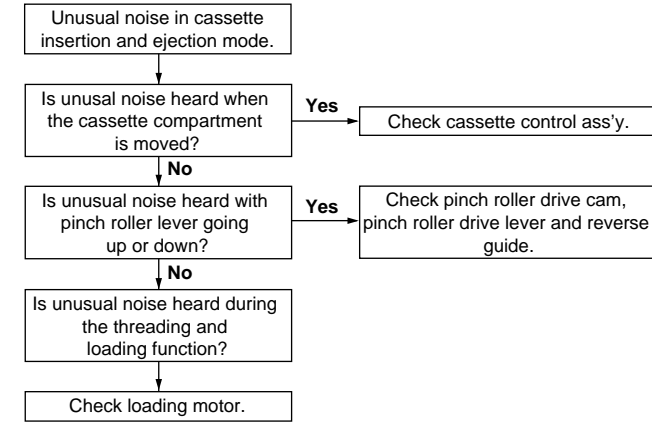 Unusual noise in cassette
insertion and ejection mode.
Is unusal noise heard when
the cassette compartment
is moved?
Yes
Check cassette control ass'y.
No
Is unusual noise heard with
pinch roller lever going
up or down?
Yes
Check pinch roller drive cam,
pinch roller drive lever and reverse
guide.
No
Is unusual noise heard during
the threading and
loading function?
Check loading motor.